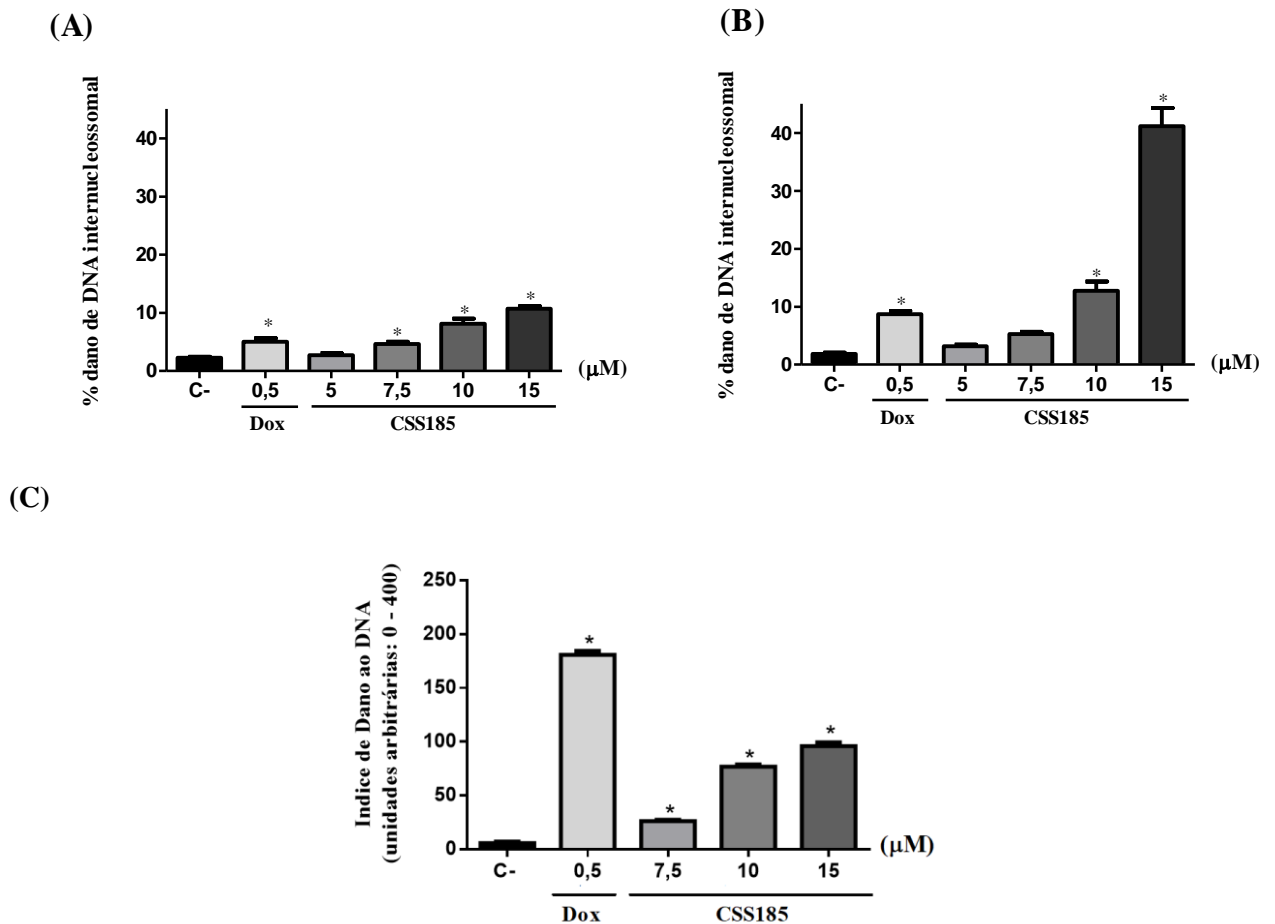 (A)
% dano de DNA internucleossomal
40
30
20
10
0
*
*
*
*
C-
0,5
5
7,5
10
15
(μM)
Dox
CSS185
(B)
% dano de DNA internucleossomal
40
30
20
10
0
*
*
*
C-
0,5
5
7,5
10
15
(μM)
Dox
CSS185
(C)
Indice de Dano ao DNA
(unidades arbitrárias: 0 - 400)
250
200
150
100
50
0
*
*
*
*
C-
0,5
7,5
10
15
(μM)
Dox
CSS185